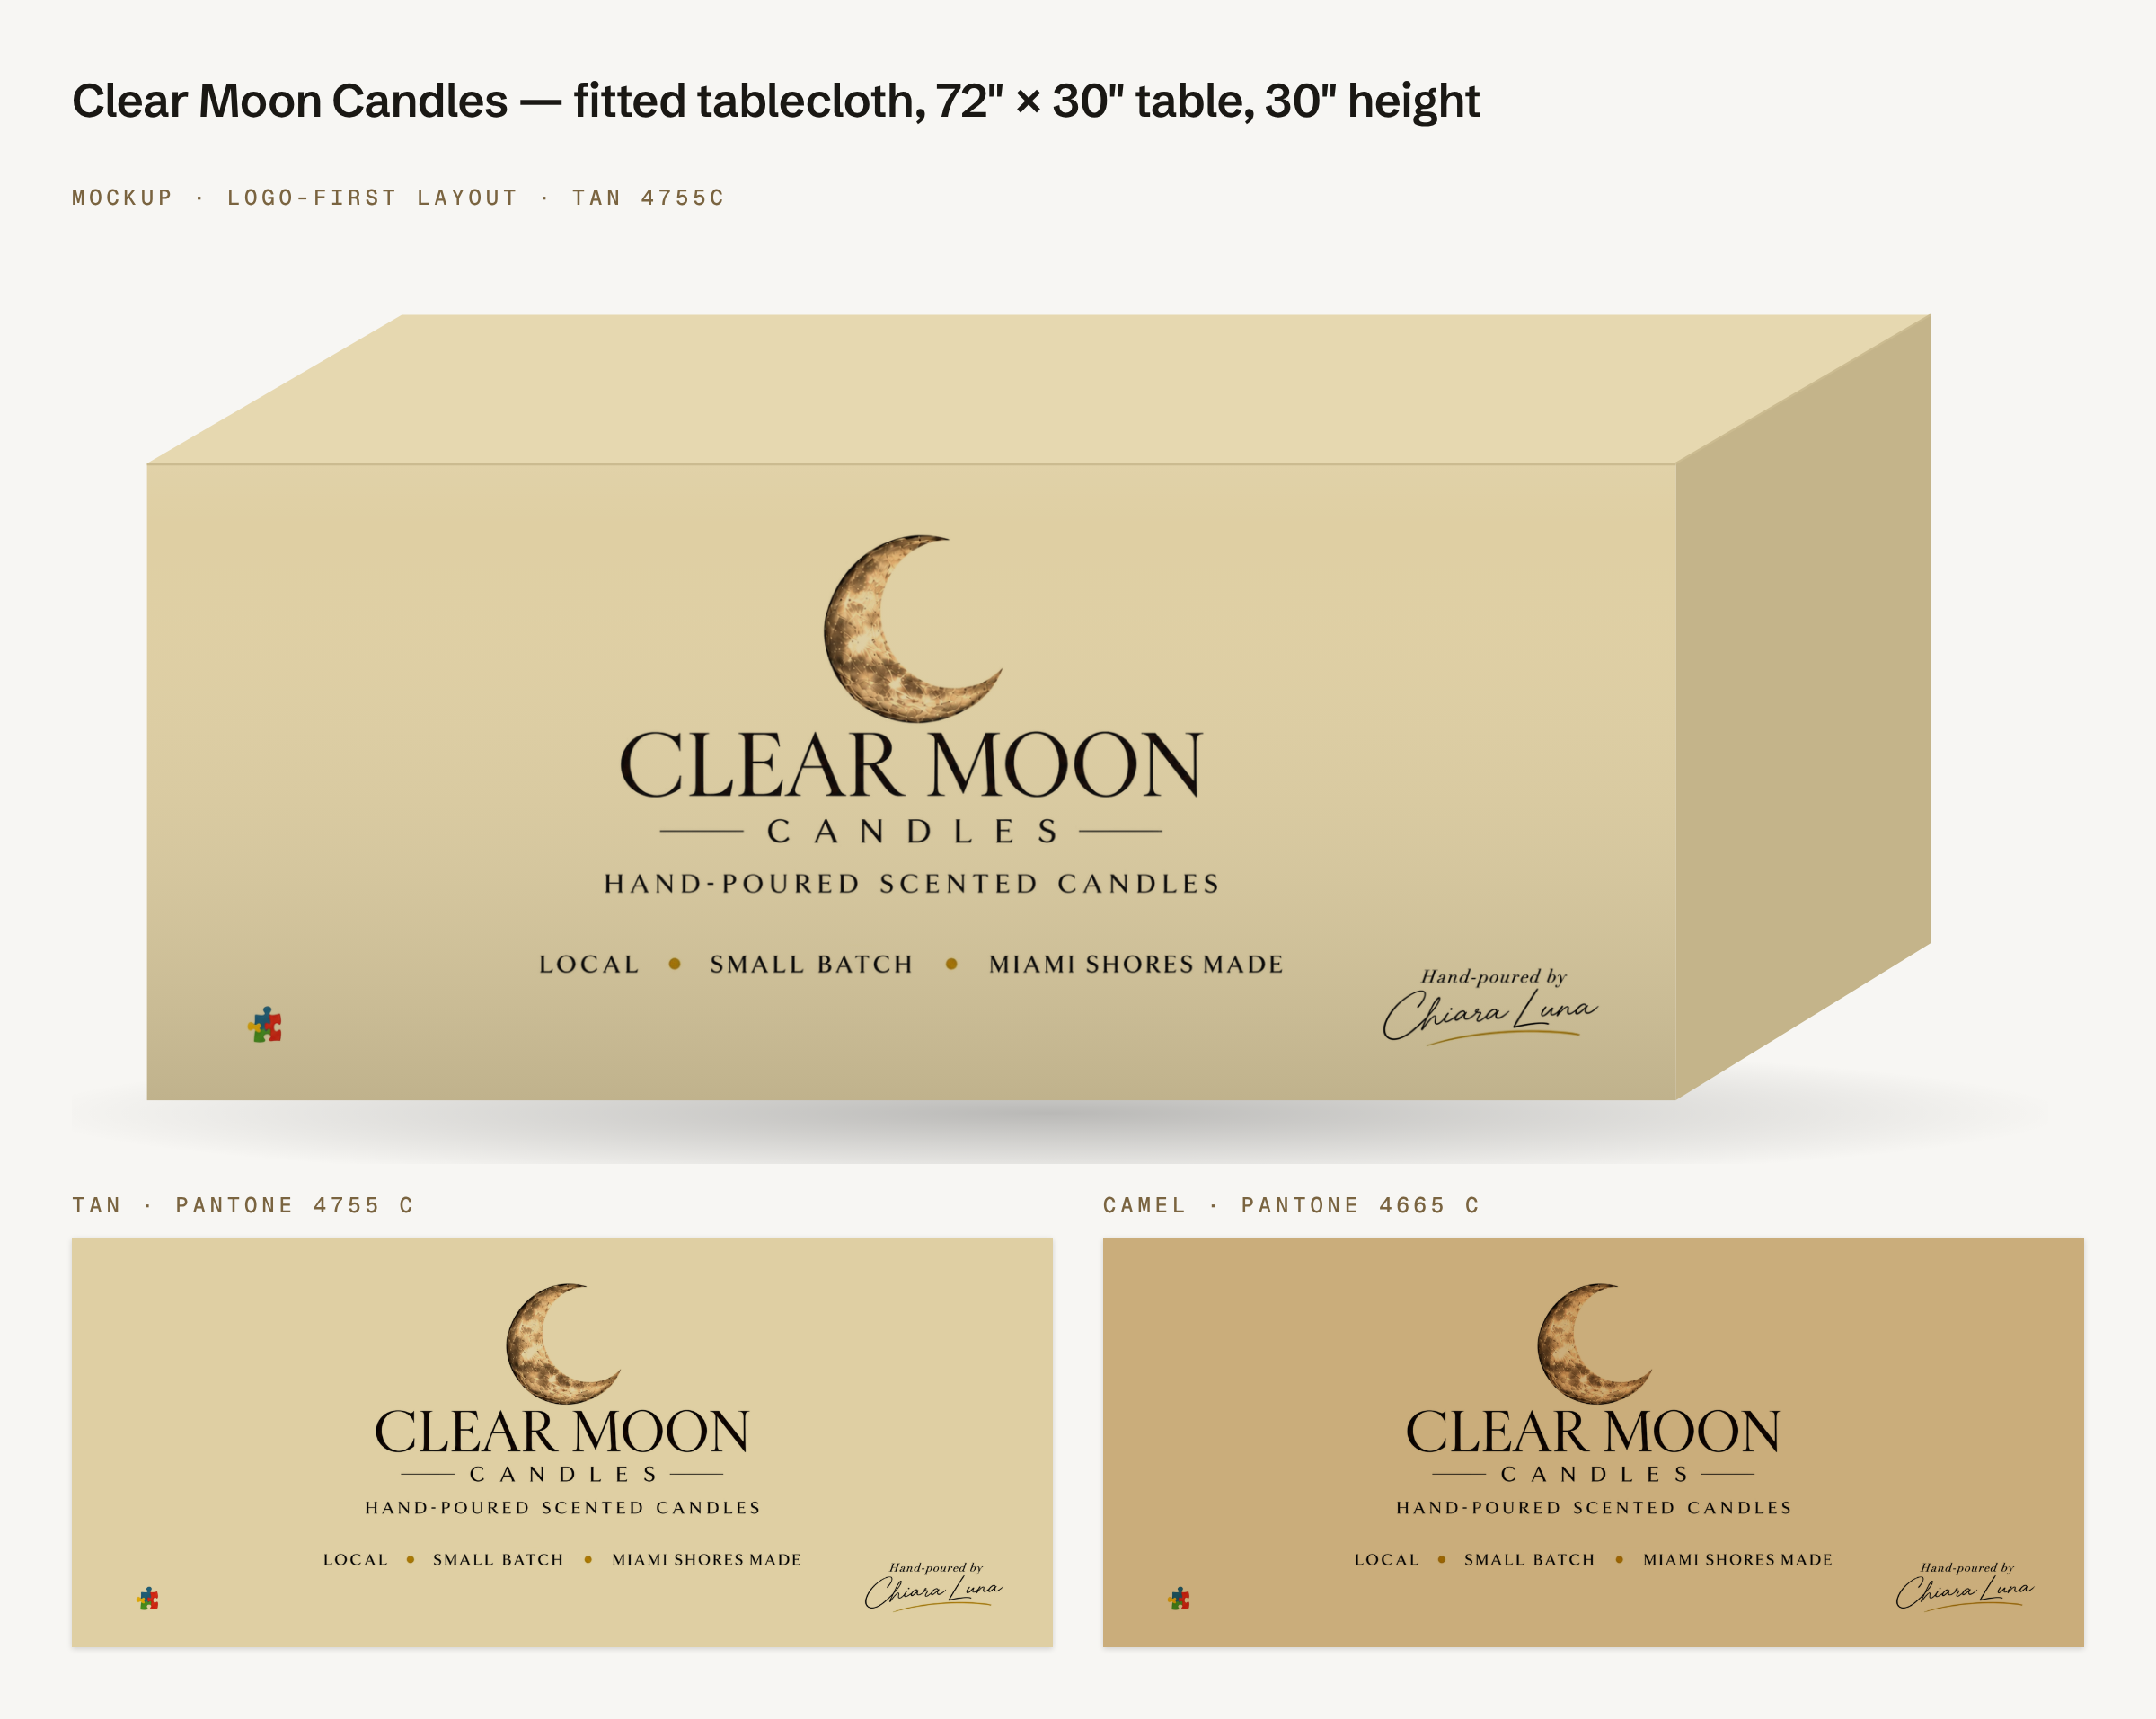 Clear Moon Candles — fitted tablecloth, 72" × 30" table, 30" height
MOCKUP · LOGO-FIRST LAYOUT · TAN 4755C
CLEAR MOON
CANDLES
HAND-POURED SCENTED CANDLES
LOCAL • SMALL BATCH • MIAMI SHORES MADE
Hand-poured by
Chiara Luna
TAN · PANTONE 4755 C
CLEAR MOON
CANDLES
HAND-POURED SCENTED CANDLES
LOCAL • SMALL BATCH • MIAMI SHORES MADE
Hand-poured by
Chiara Luna
CAMEL · PANTONE 4665 C
CLEAR MOON
CANDLES
HAND-POURED SCENTED CANDLES
LOCAL • SMALL BATCH • MIAMI SHORES MADE
Hand-poured by
Chiara Luna